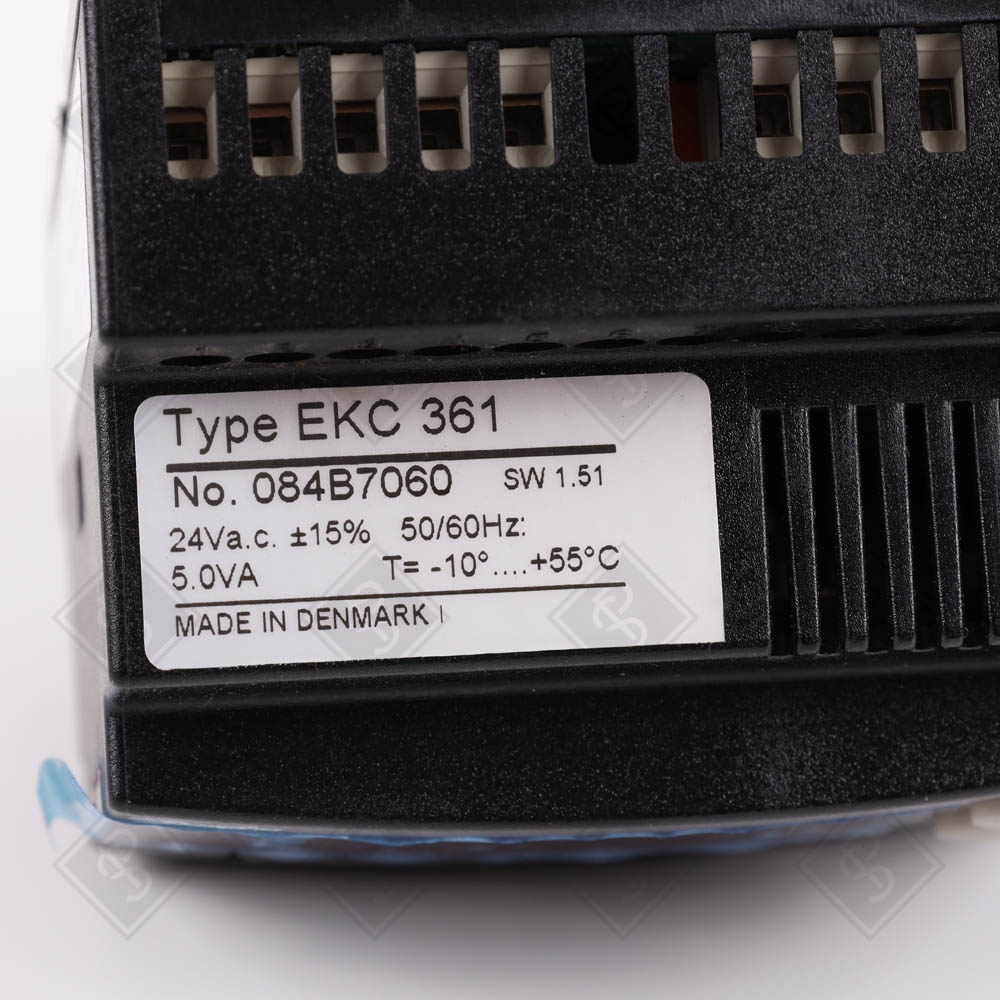 Type EKC 361
No. 084B7060 SW 1.51
24Va.c. ±15% 50/60Hz:
5.0VA T= -10°....+55°C
MADE IN DENMARK I